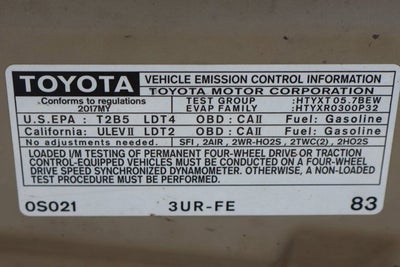 TOYOTA VEHICLE EMISSION CONTROL INFORMATION
TOYOTA MOTOR CORPORATION
Conforms to regulations TEST GROUP :HTYXT05.7BEW
2017MY EVAP FAMILY :HTYXR0300P32
U.S.EPA : T2B5 LDT4 OBD : CAII Fuel: Gasoline
California: ULEVII LDT2 OBD : CAII Fuel: Gasoline
No adjustments needed. SFI, 2AIR, 2WR-HO2S, 2TWC(2), 2HO2S
LOADED I/M TESTING OF PERMANENT FOUR-WHEEL DRIVE OR TRACTION
CONTROL-EQUIPPED VEHICLES MUST BE CONDUCTED ON A FOUR-WHEEL
DRIVE SPEED SYNCHRONIZED DYNAMOMETER. OTHERWISE, A NON-LOADED
TEST PROCEDURE MUST BE PERFORMED.
0S021 3UR-FE 83